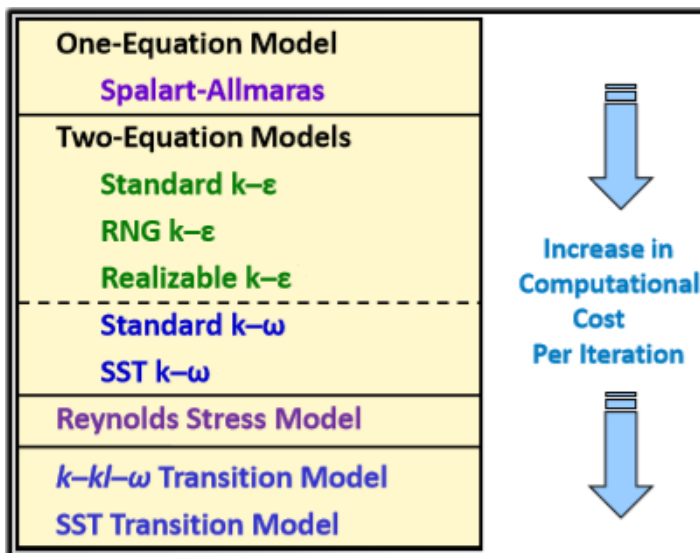 One-Equation Model
Spalart-Allmaras
Two-Equation Models
Standard k–ε
RNG k–ε
Realizable k–ε
Standard k–ω
SST k–ω
Reynolds Stress Model
k–kl–ω Transition Model
SST Transition Model
Increase in
Computational
Cost
Per Iteration